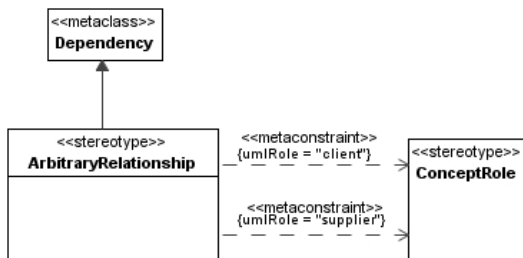 <<metaclass>>
Dependency
<<stereotype>>
ArbitraryRelationship
<<metaconstraint>>
{umlRole = "client"}
<<metaconstraint>>
{umlRole = "supplier"}
<<stereotype>>
ConceptRole